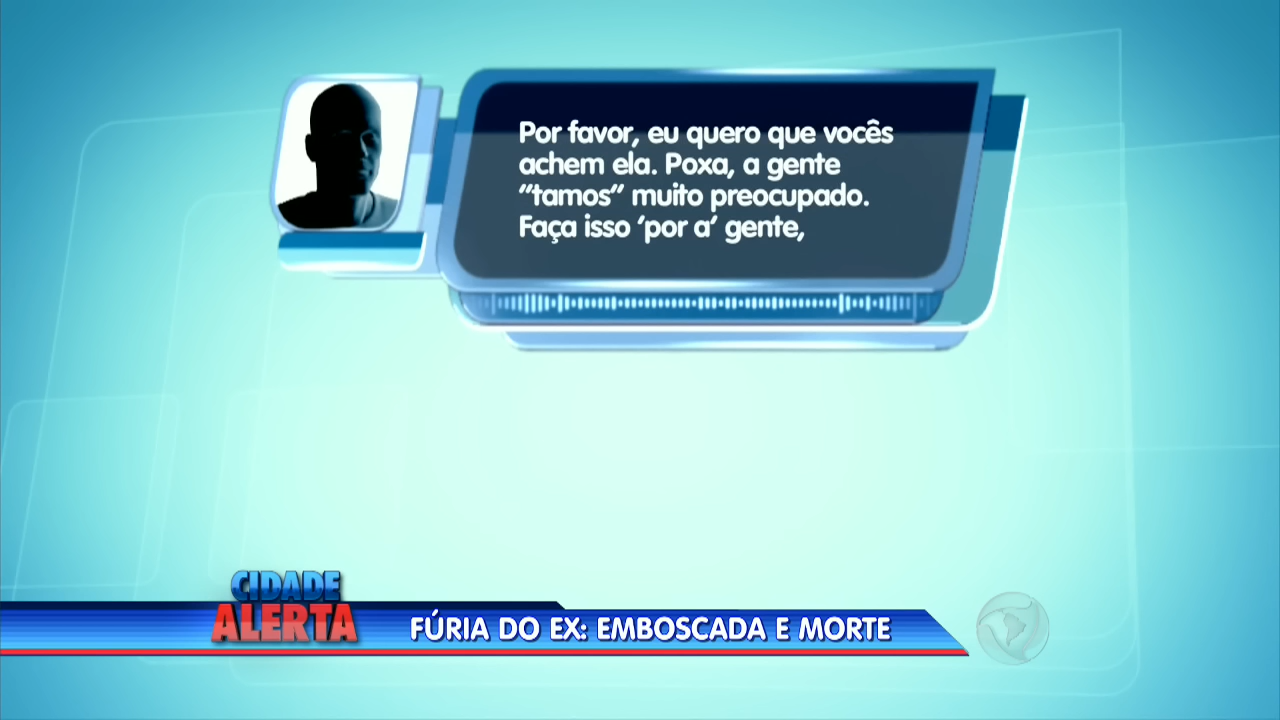 Por favor, eu quero que vocês
achem ela. Poxa, a gente
“tamos” muito preocupado.
Faça isso ‘por a’ gente,
CIDADE
ALERTA
FÚRIA DO EX: EMBOSCADA E MORTE